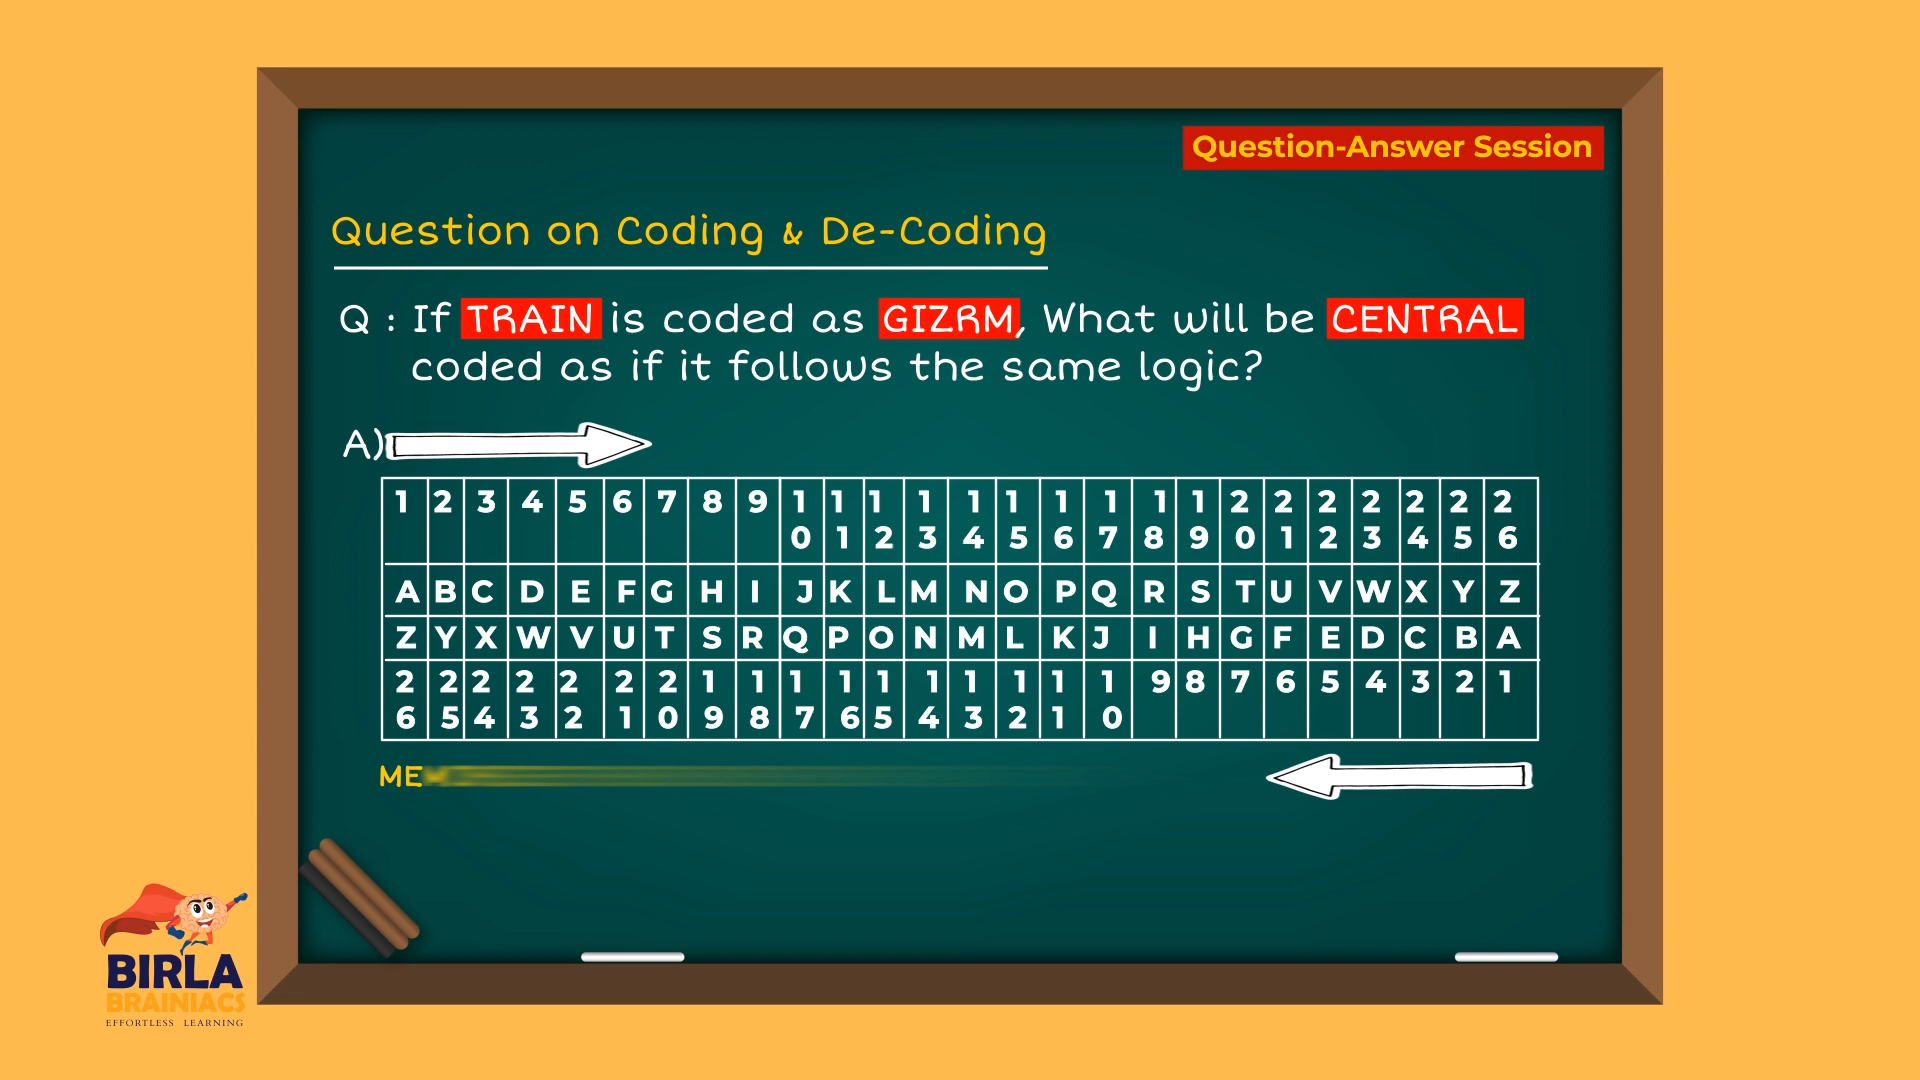 Question-Answer Session
Question on Coding & De-Coding
Q : If TRAIN is coded as GIZRM, What will be CENTRAL
coded as if it follows the same logic?
A)
1 2 3 4 5 6 7 8 9 10 11 12 13 14 15 16 17 18 19 20 21 22 23 24 25 26
A B C D E F G H I J K L M N O P Q R S T U V W X Y Z
Z Y X W V U T S R Q P O N M L K J I H G F E D C B A
26 25 24 23 22 21 20 19 18 17 16 15 14 13 12 11 10 9 8 7 6 5 4 3 2 1
ME
BIRLA
BRAINIACS
EFFORTLESS LEARNING